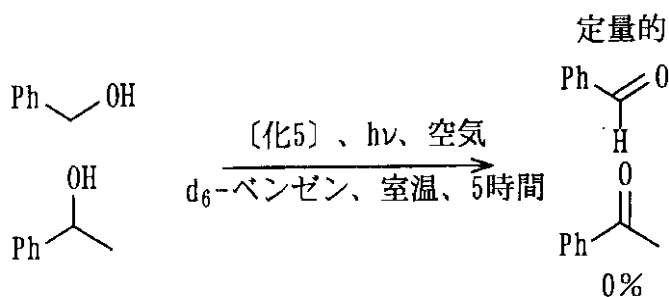 定量的
Ph OH
Ph O
H
〔化5〕、hν、空気
d₆-ベンゼン、室温、5時間
OH
Ph
O
Ph
0%